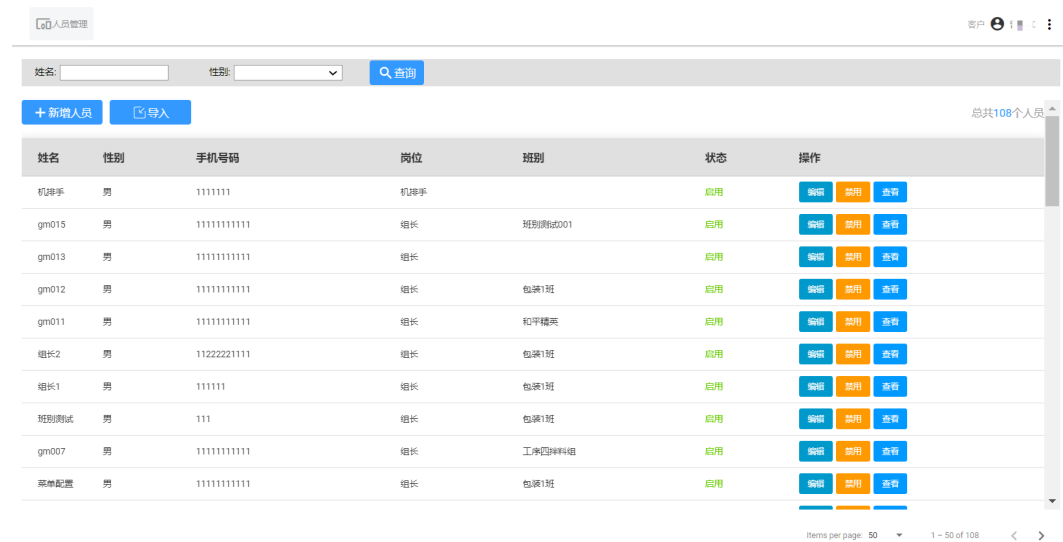 人员管理 客户
姓名: 性别: 查询
新增人员 导入 总共108个人员
姓名 性别 手机号码 岗位 班别 状态 操作
机排手 男 1111111 机排手 启用 编辑 禁用 查看
gm015 男 11111111111 组长 班别测试001 启用 编辑 禁用 查看
gm013 男 11111111111 组长 启用 编辑 禁用 查看
gm012 男 11111111111 组长 包装1班 启用 编辑 禁用 查看
gm011 男 11111111111 组长 和平精英 启用 编辑 禁用 查看
组长2 男 11222221111 组长 包装1班 启用 编辑 禁用 查看
组长1 男 111111 组长 包装1班 启用 编辑 禁用 查看
班别测试 男 111 组长 包装1班 启用 编辑 禁用 查看
gm007 男 11111111111 组长 工序四拌料组 启用 编辑 禁用 查看
菜单配置 男 11111111111 组长 包装1班 启用 编辑 禁用 查看
Items per page: 50 1 – 50 of 108